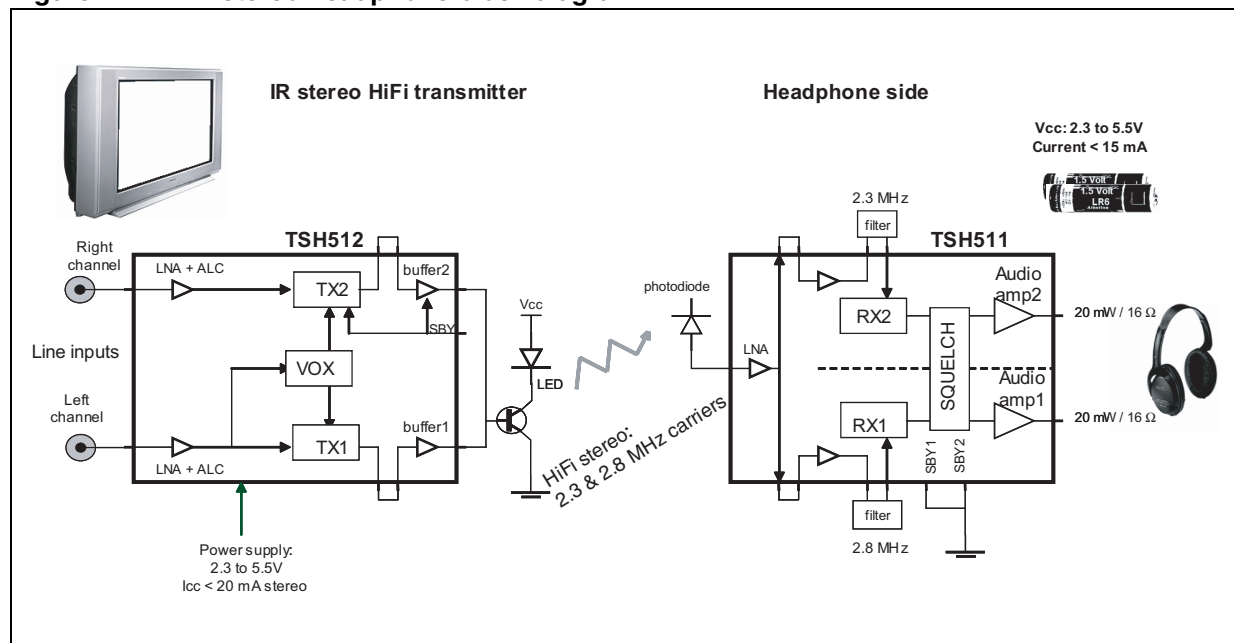 IR stereo HiFi transmitter
Headphone side
Vcc: 2.3 to 5.5V
Current < 15 mA
1.5 Volt
1.5 Volt
LR6
2.3 MHz
filter
TSH512
TSH511
Right
channel
LNA + ALC
TX2
buffer2
SBY
Vcc
photodiode
RX2
Audio
amp2
20 mW / 16 Ω
Line inputs
VOX
LED
LNA
SQUELCH
Left
channel
LNA + ALC
TX1
buffer1
HiFi stereo:
2.3 & 2.8 MHz carriers
RX1
Audio
amp1
20 mW / 16 Ω
SBY1
SBY2
filter
2.8 MHz
Power supply:
2.3 to 5.5V
Icc < 20 mA stereo